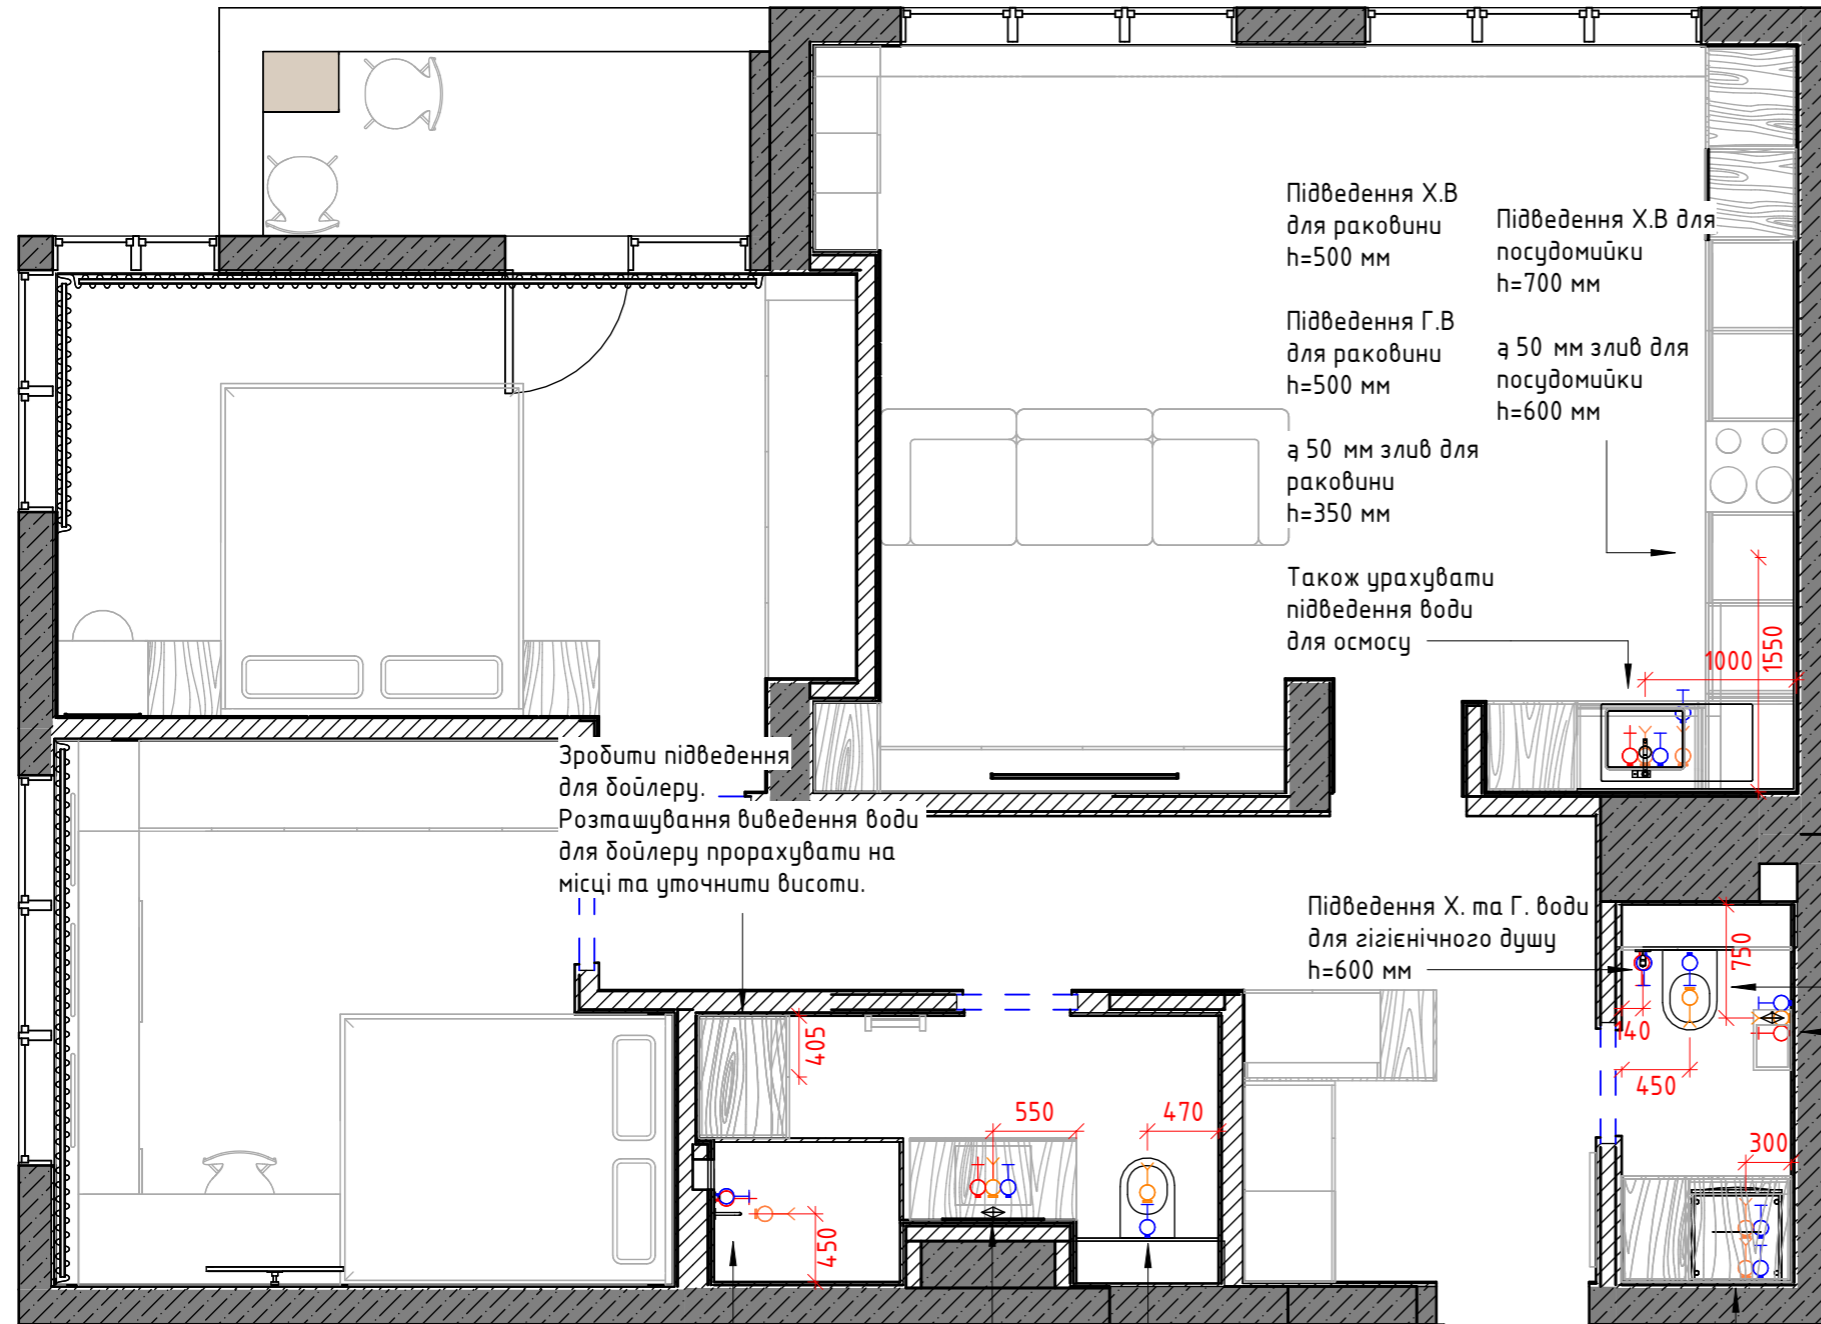 Підведення Х.В
для раковини
h=500 мм
Підведення Г.В
для раковини
h=500 мм
ꬿ 50 мм злив для
раковини
h=350 мм
Також урахувати
підведення води
для осмосу
Підведення Х.В для
посудомийки
h=700 мм
ꬿ 50 мм злив для
посудомийки
h=600 мм
1000
1550
Зробити підведення
для бойлеру.
Розташування виведення води
для бойлеру прорахувати на
місці та уточнити висоти.
Підведення Х. та Г. води
для гігієнічного душу
h=600 мм
750
140
450
300
405
550
470
450